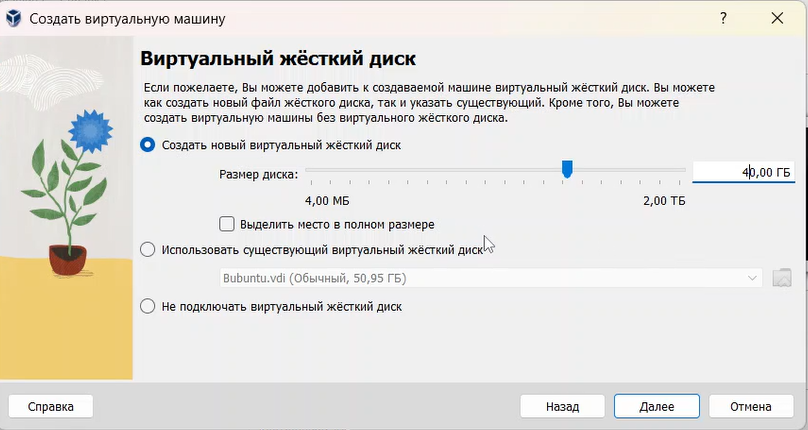 Создать виртуальную машину
?
Виртуальный жёсткий диск
Если пожелаете, Вы можете добавить к создаваемой машине виртуальный жёсткий диск. Вы можете
как создать новый файл жёсткого диска, так и указать существующий. Кроме того, Вы можете
создать виртуальную машины без виртуального жёсткого диска.
Создать новый виртуальный жёсткий диск
Размер диска:
40,00 ГБ
4,00 МБ
2,00 ТБ
Выделить место в полном размере
Использовать существующий виртуальный жёсткий диск
Bubuntu.vdi (Обычный, 50,95 ГБ)
Не подключать виртуальный жёсткий диск
Справка
Назад
Далее
Отмена